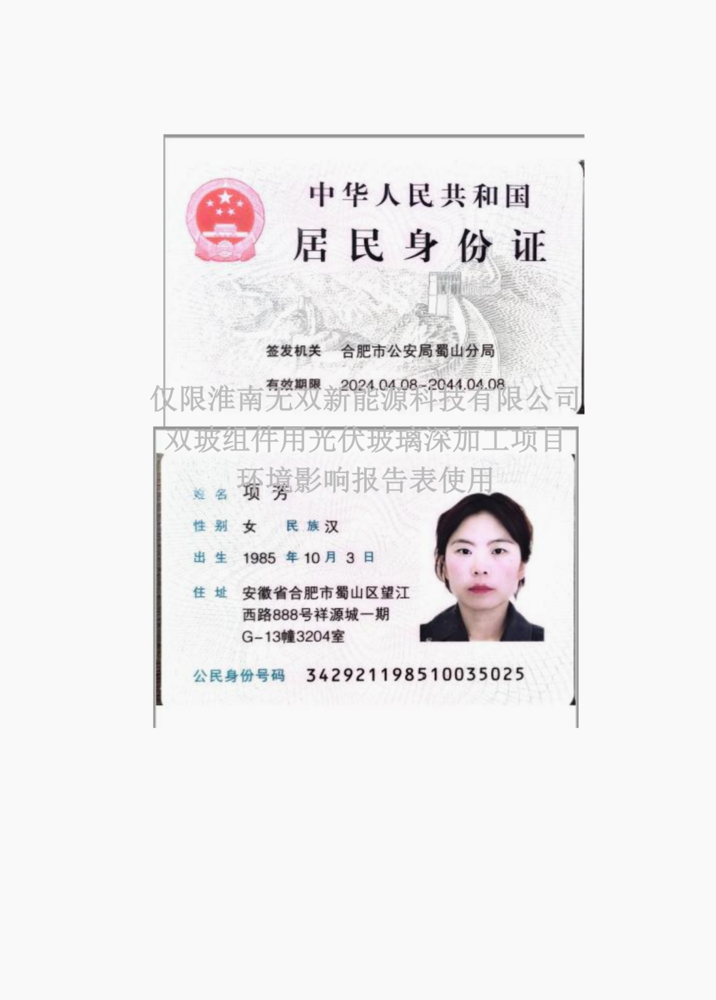 中华人民共和国
居民身份证
签发机关 合肥市公安局蜀山分局
有效期限 2024.04.08-2044.04.08
仅限淮南无双新能源科技有限公司
双玻组件用光伏玻璃深加工项目
环境影响报告表使用
姓名 项芳
性别 女 民族 汉
出生 1985 年 10 月 3 日
住址 安徽省合肥市蜀山区望江
西路888号祥源城一期
G-13幢3204室
公民身份号码 342921198510035025